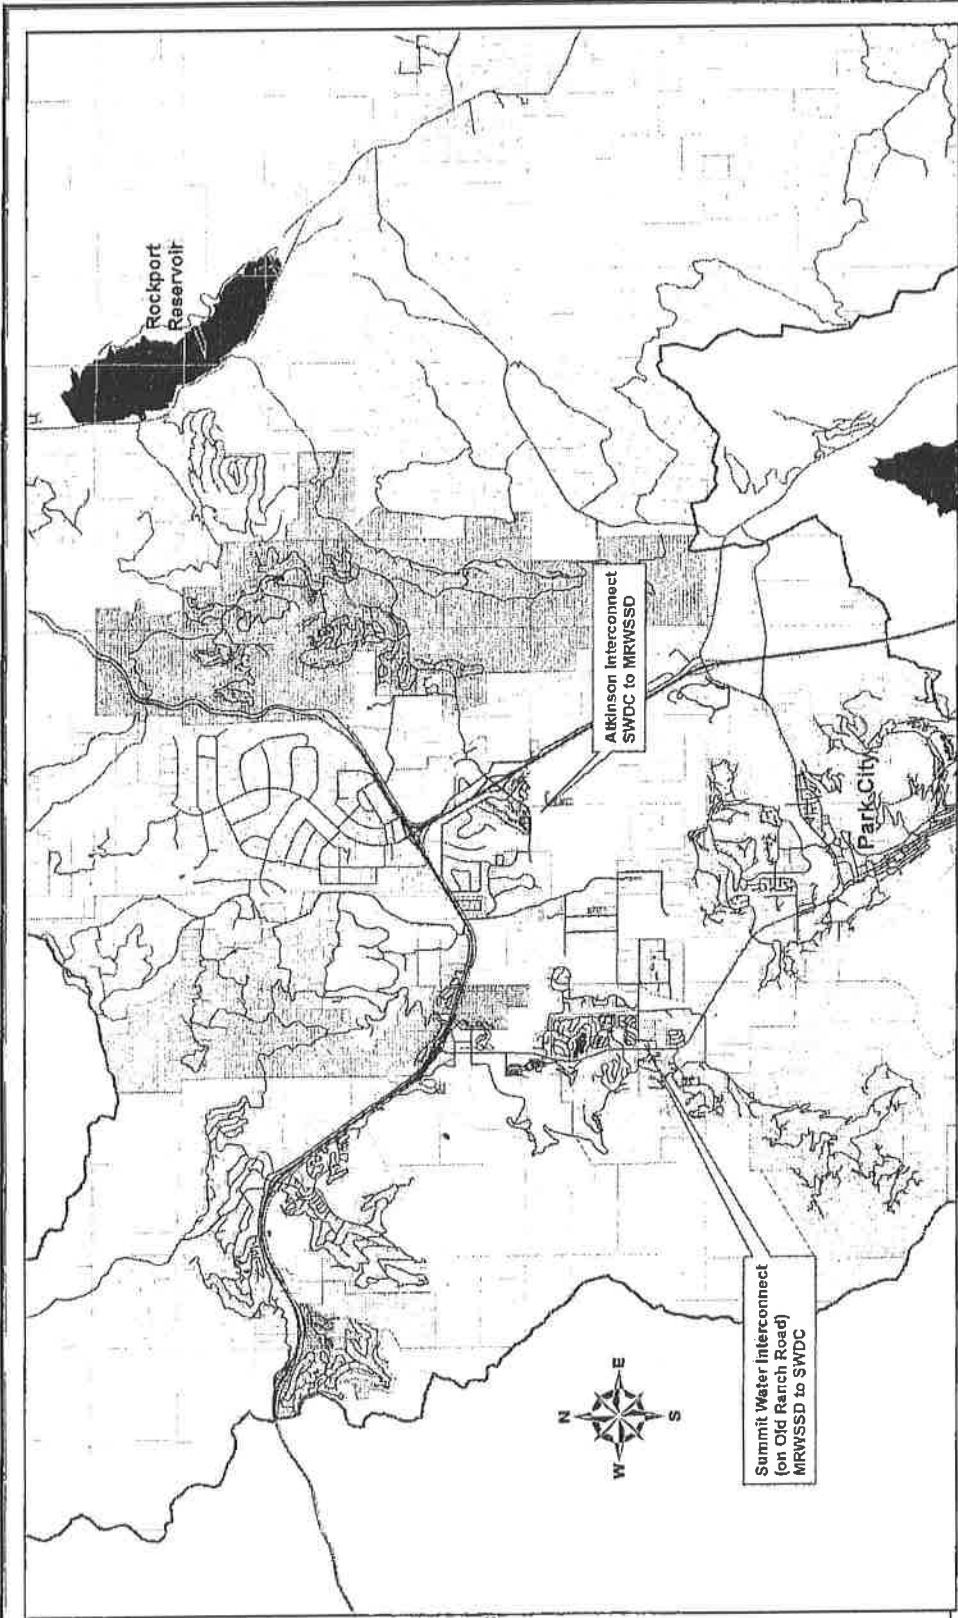 Rockport
Reservoir
Atkinson Interconnect
SWDC to MRWSSD
Park City
Summit Water Interconnect
(on Old Ranch Road)
MRWSSD to SWDC
N
W
E
S